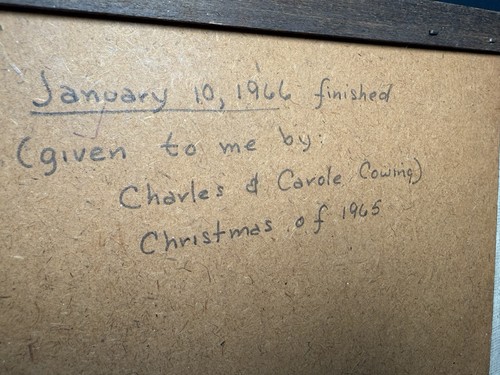 January 10, 1966 finished
(given to me by:
Charles & Carole Cowing)
Christmas of 1965